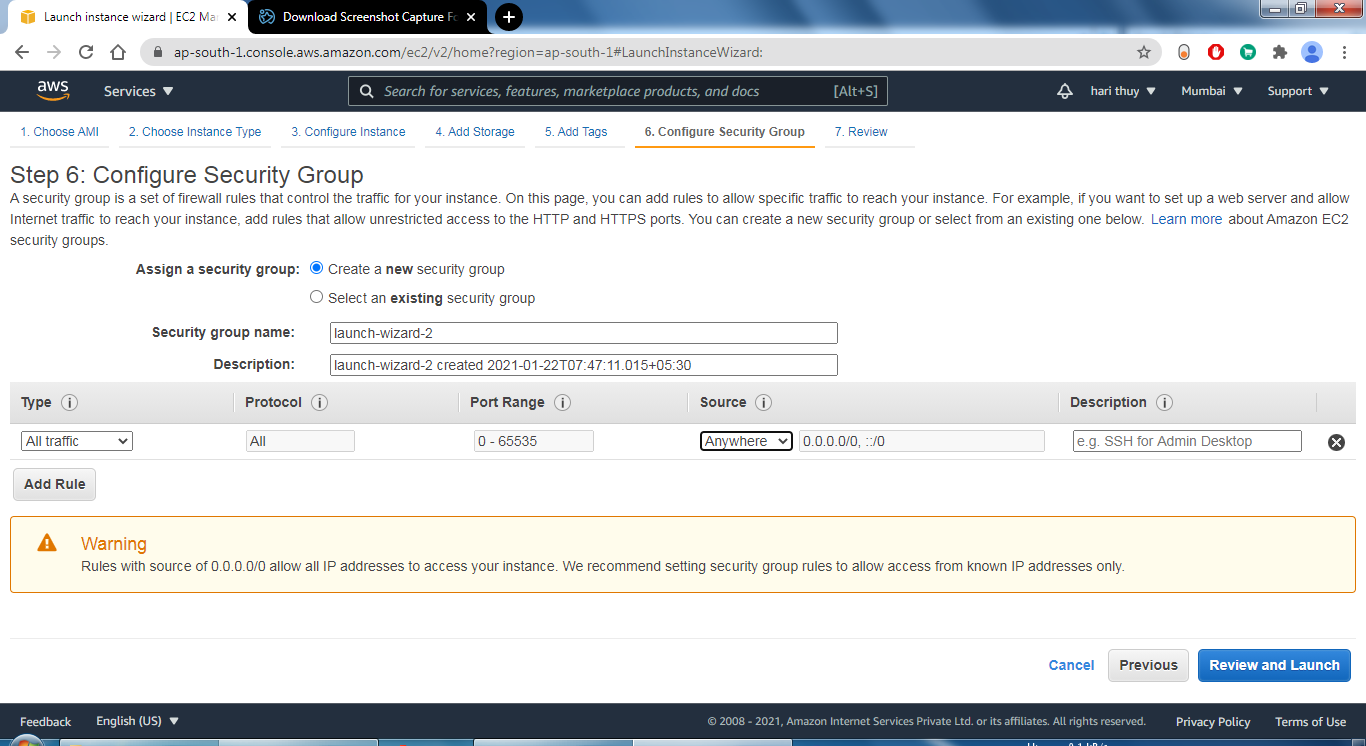 Launch instance wizard | EC2 Ma
Download Screenshot Capture Fo
ap-south-1.console.aws.amazon.com/ec2/v2/home?region=ap-south-1#LaunchInstanceWizard:
aws
Services
Search for services, features, marketplace products, and docs
[Alt+S]
hari thuy
Mumbai
Support
1. Choose AMI
2. Choose Instance Type
3. Configure Instance
4. Add Storage
5. Add Tags
6. Configure Security Group
7. Review
Step 6: Configure Security Group
A security group is a set of firewall rules that control the traffic for your instance. On this page, you can add rules to allow specific traffic to reach your instance. For example, if you want to set up a web server and allow
Internet traffic to reach your instance, add rules that allow unrestricted access to the HTTP and HTTPS ports. You can create a new security group or select from an existing one below. Learn more about Amazon EC2
security groups.
Assign a security group:
Create a new security group
Select an existing security group
Security group name:
launch-wizard-2
Description:
launch-wizard-2 created 2021-01-22T07:47:11.015+05:30
Type
Protocol
Port Range
Source
Description
All traffic
All
0 - 65535
Anywhere
0.0.0.0/0, ::/0
e.g. SSH for Admin Desktop
Add Rule
Warning
Rules with source of 0.0.0.0/0 allow all IP addresses to access your instance. We recommend setting security group rules to allow access from known IP addresses only.
Cancel
Previous
Review and Launch
Feedback
English (US)
© 2008 - 2021, Amazon Internet Services Private Ltd. or its affiliates. All rights reserved.
Privacy Policy
Terms of Use